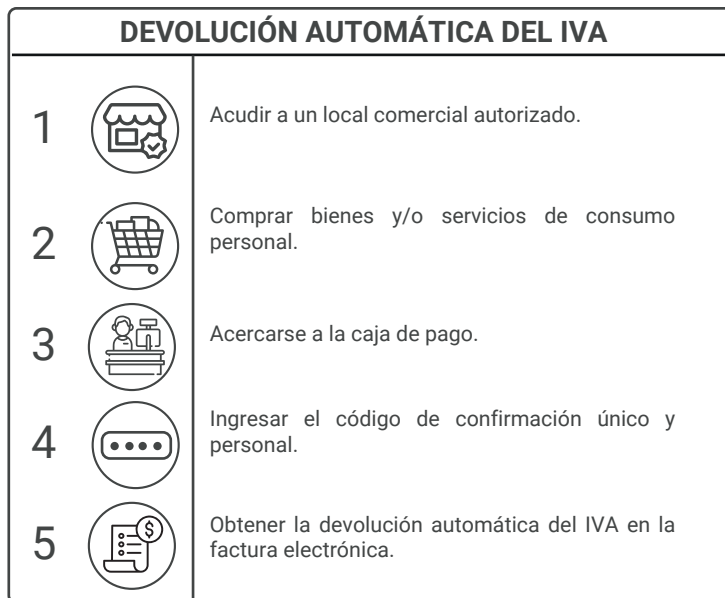 DEVOLUCIÓN AUTOMÁTICA DEL IVA
1
Acudir a un local comercial autorizado.
2
Comprar bienes y/o servicios de consumo
personal.
3
Acercarse a la caja de pago.
4
Ingresar el código de confirmación único y
personal.
5
$
Obtener la devolución automática del IVA en la
factura electrónica.